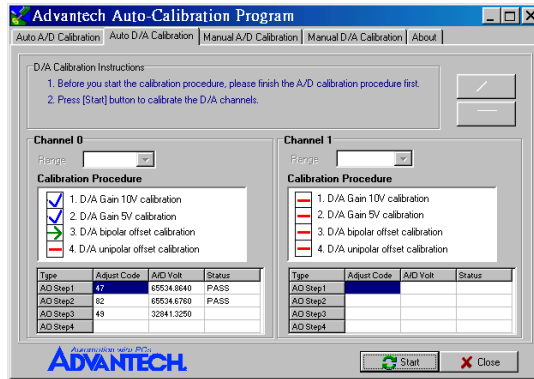 Advantech Auto-Calibration Program
Auto A/D Calibration Auto D/A Calibration Manual A/D Calibration Manual D/A Calibration About
D/A Calibration Instructions
1. Before you start the calibration procedure, please finish the A/D calibration procedure first.
2. Press [Start] button to calibrate the D/A channels.
Channel 0
Range
Calibration Procedure
1. D/A Gain 10V calibration
2. D/A Gain 5V calibration
3. D/A bipolar offset calibration
4. D/A unipolar offset calibration
Type Adjust Code A/D Volt Status
AO Step1 47 65534.8640 PASS
AO Step2 82 65534.6760 PASS
AO Step3 49 32841.3250
AO Step4
Channel 1
Range
Calibration Procedure
1. D/A Gain 10V calibration
2. D/A Gain 5V calibration
3. D/A bipolar offset calibration
4. D/A unipolar offset calibration
Type Adjust Code A/D Volt Status
AO Step1
AO Step2
AO Step3
AO Step4
Automation with PCs
ADVANTECH.
Start
Close